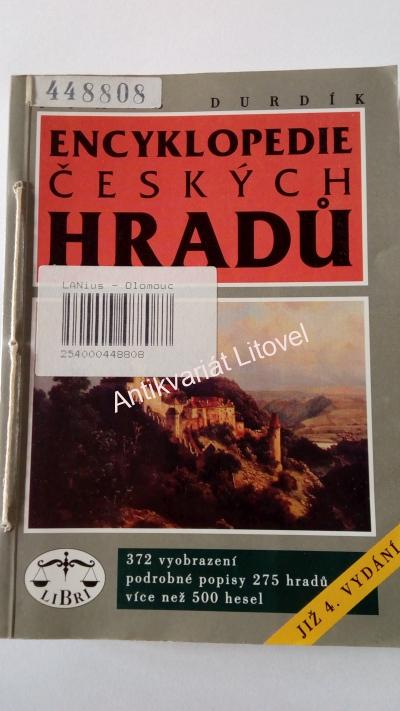 448808
DURDÍK
ENCYKLOPEDIE
ČESKÝCH
HRADŮ
LANius - Olomouc
254000448808
Antikvariát Litovel
372 vyobrazení
podrobné popisy 275 hradů
více než 500 hesel
LIBRI
JIŽ 4. VYDÁNÍ